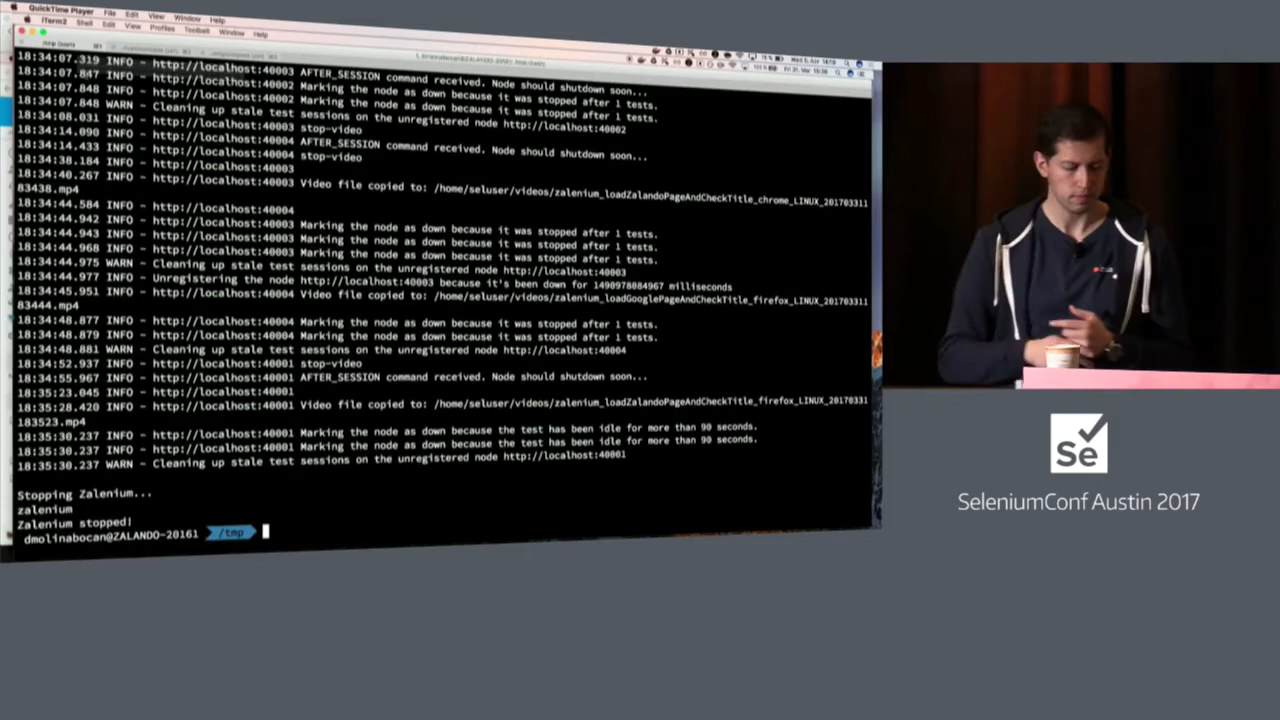 QuickTime Player File Edit View Window Help
iTerm2 Shell Edit View Profiles Toolbelt Window Help
18:34:07.319 INFO - http://localhost:40003 AFTER_SESSION command received. Node should shutdown soon...
18:34:07.847 INFO - http://localhost:40002 Marking the node as down because it was stopped after 1 tests.
18:34:07.848 INFO - http://localhost:40002 Marking the node as down because it was stopped after 1 tests.
18:34:07.848 WARN - Cleaning up stale test sessions on the unregistered node http://localhost:40002
18:34:08.031 INFO - http://localhost:40003 stop-video
18:34:14.090 INFO - http://localhost:40004 AFTER_SESSION command received. Node should shutdown soon...
18:34:14.433 INFO - http://localhost:40004 stop-video
18:34:38.184 INFO - http://localhost:40003
18:34:40.267 INFO - http://localhost:40003 Video file copied to: /home/seluser/videos/zalenium_loadZalandoPageAndCheckTitle_chrome_LINUX_201703311
83438.mp4
18:34:44.584 INFO - http://localhost:40004
18:34:44.942 INFO - http://localhost:40003 Marking the node as down because it was stopped after 1 tests.
18:34:44.943 INFO - http://localhost:40003 Marking the node as down because it was stopped after 1 tests.
18:34:44.968 INFO - http://localhost:40003 Marking the node as down because it was stopped after 1 tests.
18:34:44.975 WARN - Cleaning up stale test sessions on the unregistered node http://localhost:40003
18:34:44.977 INFO - Unregistering the node http://localhost:40003 because it's been down for 1490978084967 milliseconds
18:34:45.951 INFO - http://localhost:40004 Video file copied to: /home/seluser/videos/zalenium_loadGooglePageAndCheckTitle_firefox_LINUX_201703311
83444.mp4
18:34:48.877 INFO - http://localhost:40004 Marking the node as down because it was stopped after 1 tests.
18:34:48.879 INFO - http://localhost:40004 Marking the node as down because it was stopped after 1 tests.
18:34:48.881 WARN - Cleaning up stale test sessions on the unregistered node http://localhost:40004
18:34:52.937 INFO - http://localhost:40001 stop-video
18:34:55.967 INFO - http://localhost:40001 AFTER_SESSION command received. Node should shutdown soon...
18:35:23.045 INFO - http://localhost:40001
18:35:28.420 INFO - http://localhost:40001 Video file copied to: /home/seluser/videos/zalenium_loadZalandoPageAndCheckTitle_firefox_LINUX_20170331
183523.mp4
18:35:30.237 INFO - http://localhost:40001 Marking the node as down because the test has been idle for more than 90 seconds.
18:35:30.237 INFO - http://localhost:40001 Marking the node as down because the test has been idle for more than 90 seconds.
18:35:30.237 WARN - Cleaning up stale test sessions on the unregistered node http://localhost:40001
Stopping Zalenium...
zalenium
Zalenium stopped!
dmolinabocan@ZALANDO-20161 /tmp
Se
SeleniumConf Austin 2017